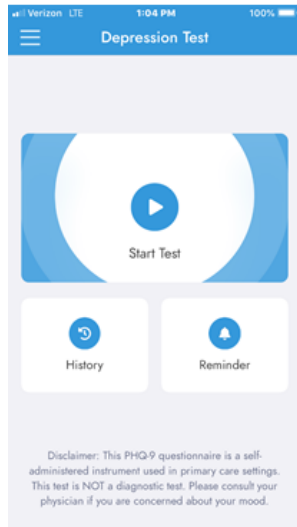 Verizon LTE 1:04 PM 100%
Depression Test
Start Test
History Reminder
Disclaimer: This PHQ-9 questionnaire is a self-
administered instrument used in primary care settings.
This test is NOT a diagnostic test. Please consult your
physician if you are concerned about your mood.